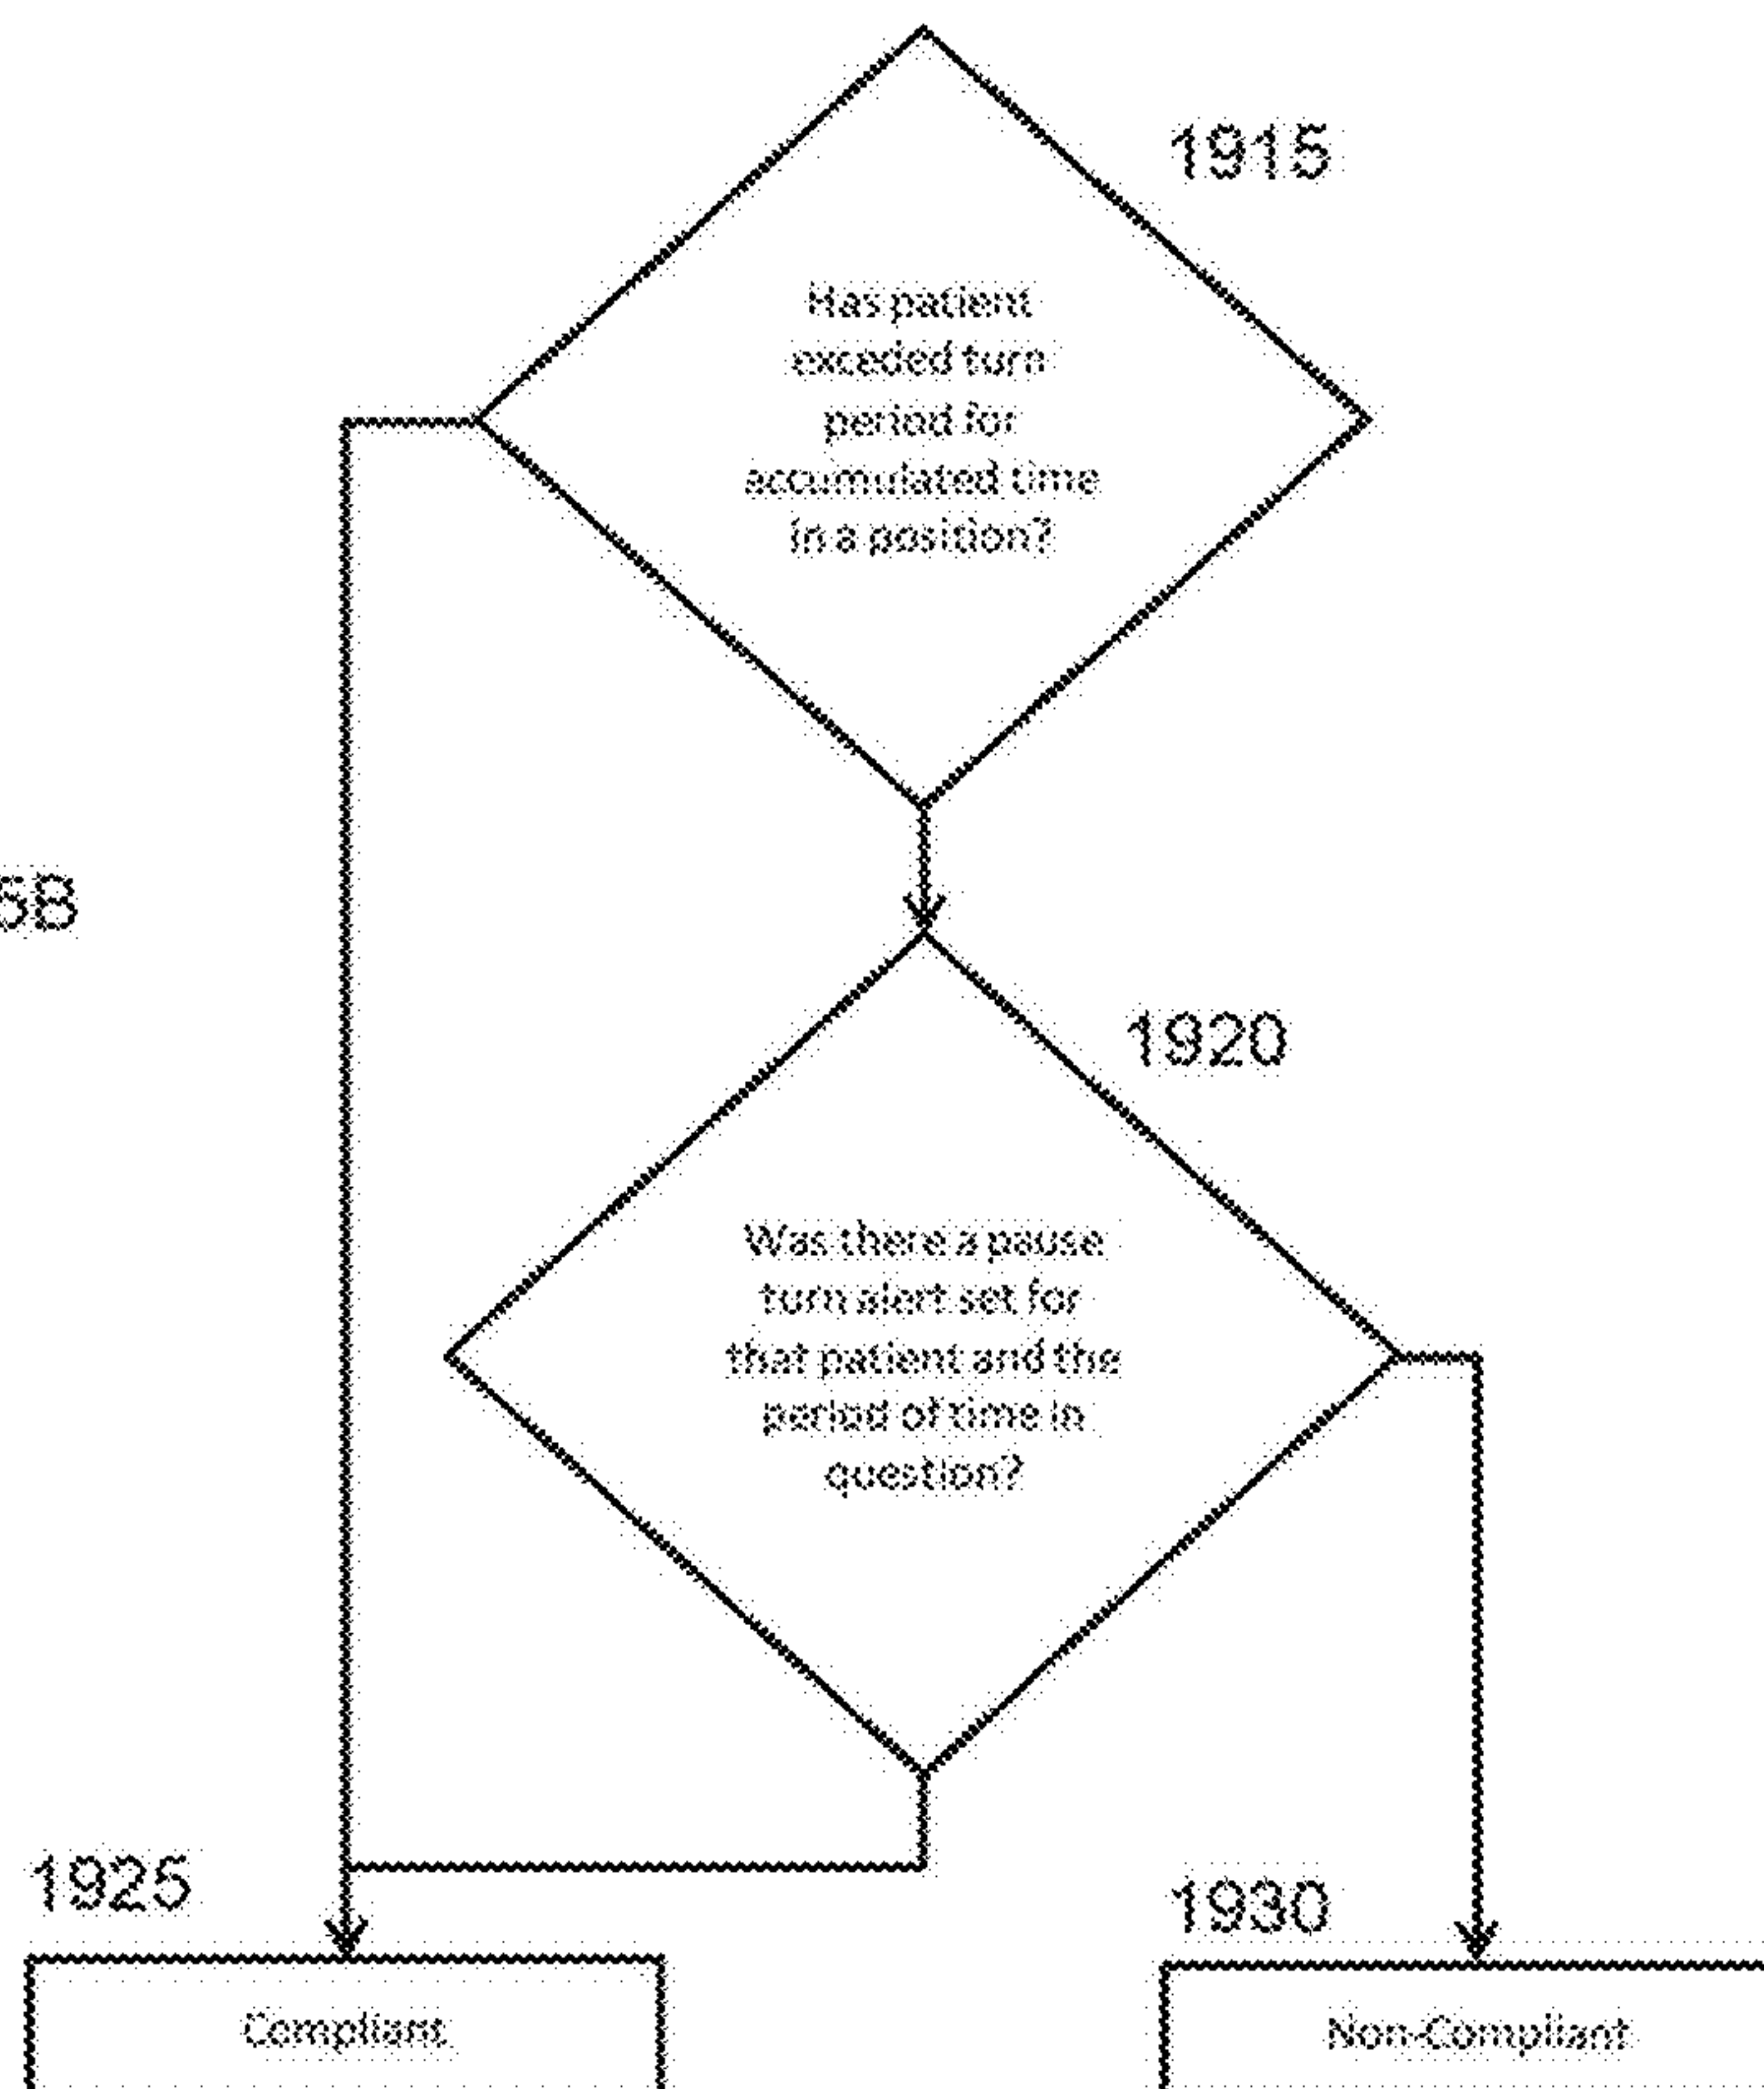 1915
Has patient
exceded turn
period for
accumulated time
in a position?
5B
1920
Was there a pause
turn alert set for
that patient and the
period of time in
question?
1925
1930
Compliant
Non-Compliant